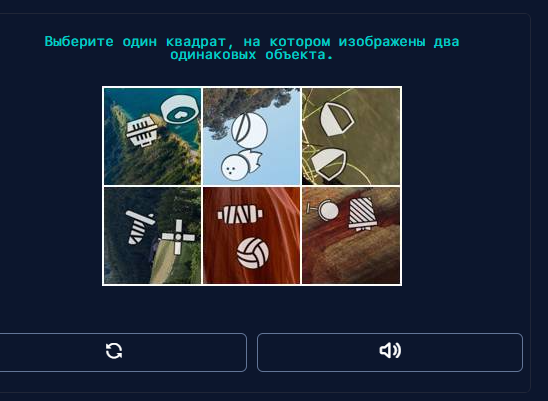 Выберите один квадрат, на котором изображены два
одинаковых объекта.